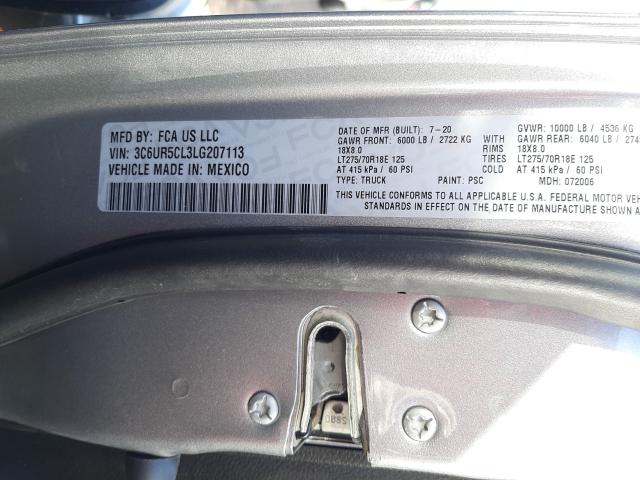 MFD BY: FCA US LLC
VIN: 3C6UR5CL3LG207113
VEHICLE MADE IN: MEXICO
DATE OF MFR (BUILT): 7-20
GAWR FRONT: 6000 LB / 2722 KG
18X8.0
LT275/70R18E 125
AT 415 kPa / 60 PSI
TYPE: TRUCK PAINT: PSC
GVWR: 10000 LB / 4536 KG
GAWR REAR: 6040 LB /
RIMS 18X8.0
TIRES LT275/70R18E 125
COLD AT 415 kPa / 60 PSI
MDH: 072006
THIS VEHICLE CONFORMS TO ALL APPLICABLE U.S.A. FEDERAL MOTOR
STANDARDS IN EFFECT ON THE DATE OF MANUFACTURE SHOWN